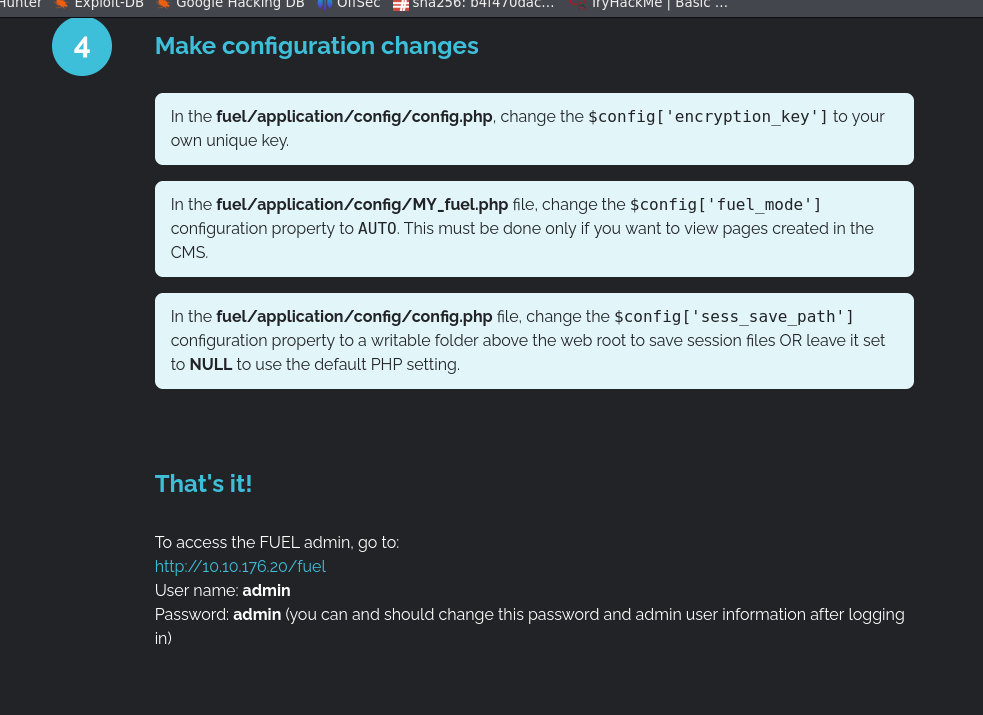 Hunter Exploit-DB Google Hacking DB OffSec sha256: b4f470dac... TryHackMe | Basic ...
4
Make configuration changes
In the fuel/application/config/config.php, change the $config['encryption_key'] to your
own unique key.
In the fuel/application/config/MY_fuel.php file, change the $config['fuel_mode']
configuration property to AUTO. This must be done only if you want to view pages created in the
CMS.
In the fuel/application/config/config.php file, change the $config['sess_save_path']
configuration property to a writable folder above the web root to save session files OR leave it set
to NULL to use the default PHP setting.
That's it!
To access the FUEL admin, go to:
http://10.10.176.20/fuel
User name: admin
Password: admin (you can and should change this password and admin user information after logging
in)